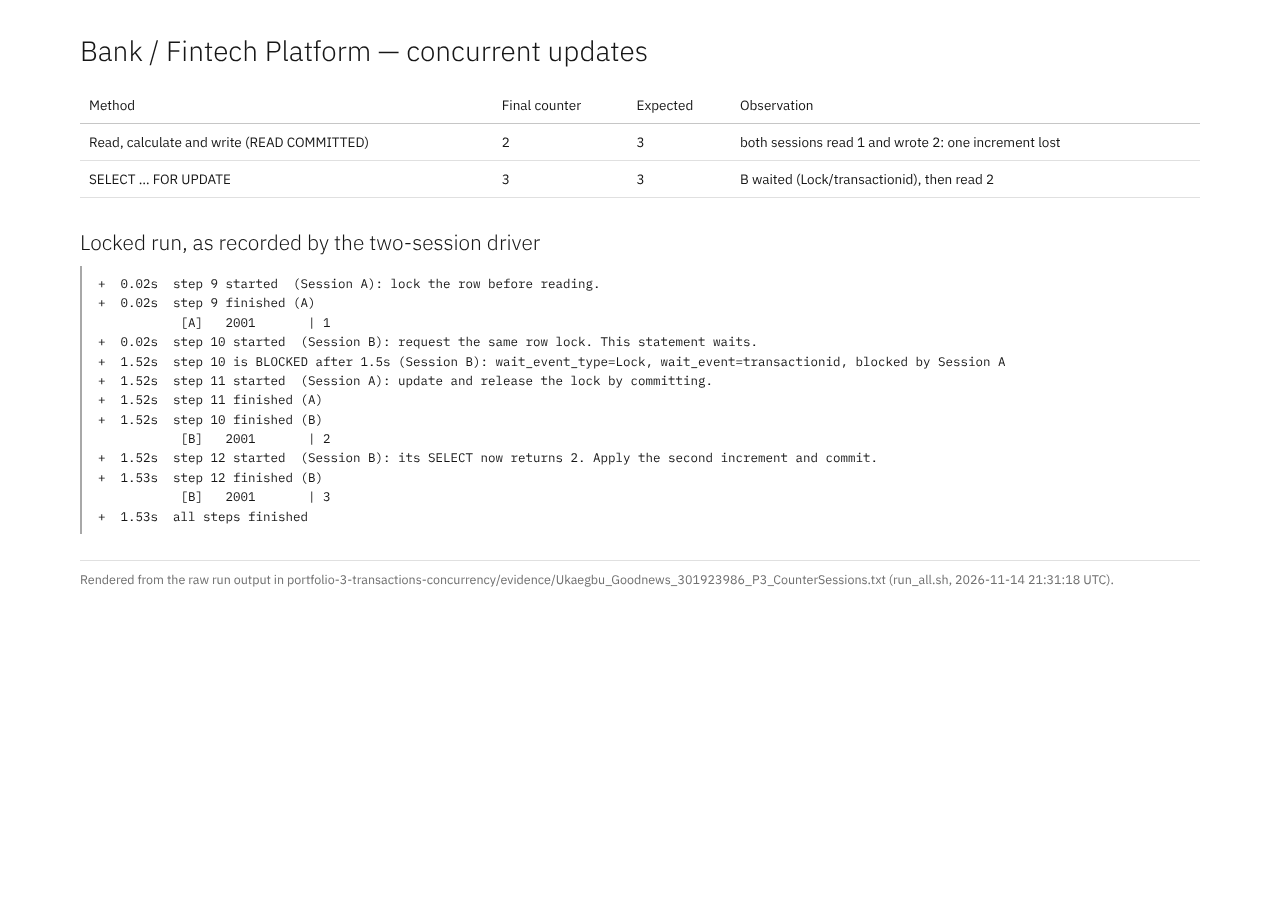 Bank / Fintech Platform — concurrent updates
Method Final counter Expected Observation
Read, calculate and write (READ COMMITTED) 2 3 both sessions read 1 and wrote 2: one increment lost
SELECT ... FOR UPDATE 3 3 B waited (Lock/transactionid), then read 2
Locked run, as recorded by the two-session driver
+  0.02s  step 9 started  (Session A): lock the row before reading.
+  0.02s  step 9 finished (A)
           [A]   2001       | 1
+  0.02s  step 10 started  (Session B): request the same row lock. This statement waits.
+  1.52s  step 10 is BLOCKED after 1.5s (Session B): wait_event_type=Lock, wait_event=transactionid, blocked by Session A
+  1.52s  step 11 started  (Session A): update and release the lock by committing.
+  1.52s  step 11 finished (A)
+  1.52s  step 10 finished (B)
           [B]   2001       | 2
+  1.52s  step 12 started  (Session B): its SELECT now returns 2. Apply the second increment and commit.
+  1.53s  step 12 finished (B)
           [B]   2001       | 3
+  1.53s  all steps finished
Rendered from the raw run output in portfolio-3-transactions-concurrency/evidence/Ukaegbu_Goodnews_301923986_P3_CounterSessions.txt (run_all.sh, 2026-11-14 21:31:18 UTC).